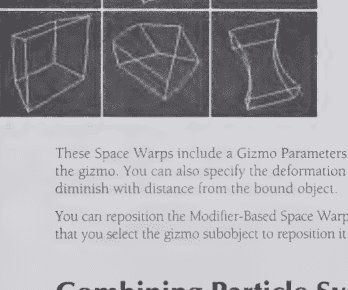 These Space Warps include a Gizmo Parameters
the gizmo. You can also specify the deformation
diminish with distance from the bound object.
You can reposition the Modifier-Based Space Warp
that you select the gizmo subobject to reposition it
Combining Particle Sy